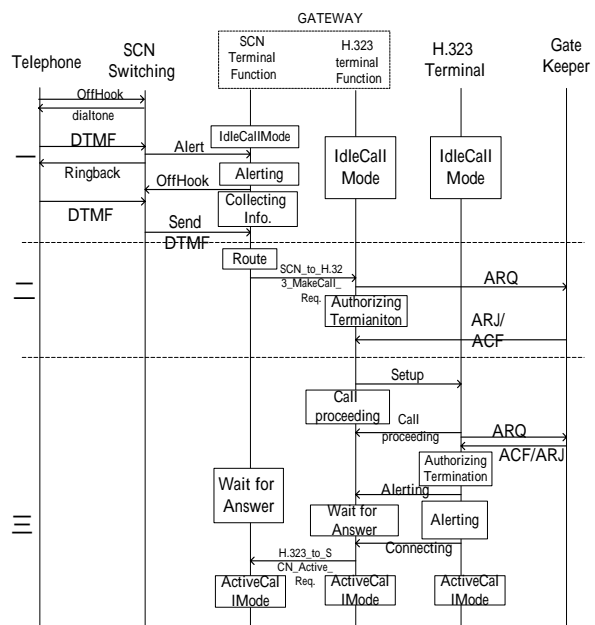 GATEWAY
Telephone
SCN
Switching
SCN
Terminal
Function
H.323
terminal
Function
H.323
Terminal
Gate
Keeper
OffHook
dialtone
DTMF
Alert
IdleCallMode
IdleCall
Mode
IdleCall
Mode
一
Ringback
OffHook
Alerting
Collecting
Info.
DTMF
Send
DTMF
Route
二
SCN_to_H.32
3_MakeCall_
Req.
ARQ
Authorizing
Termianiton
ARJ/
ACF
Setup
Call
proceeding
Call
proceeding
ARQ
ACF/ARJ
Authorizing
Termination
Wait for
Answer
Alerting
三
Wait for
Answer
Alerting
Connecting
H.323_to_S
CN_Active_
Req.
ActiveCal
lMode
ActiveCal
lMode
ActiveCal
lMode